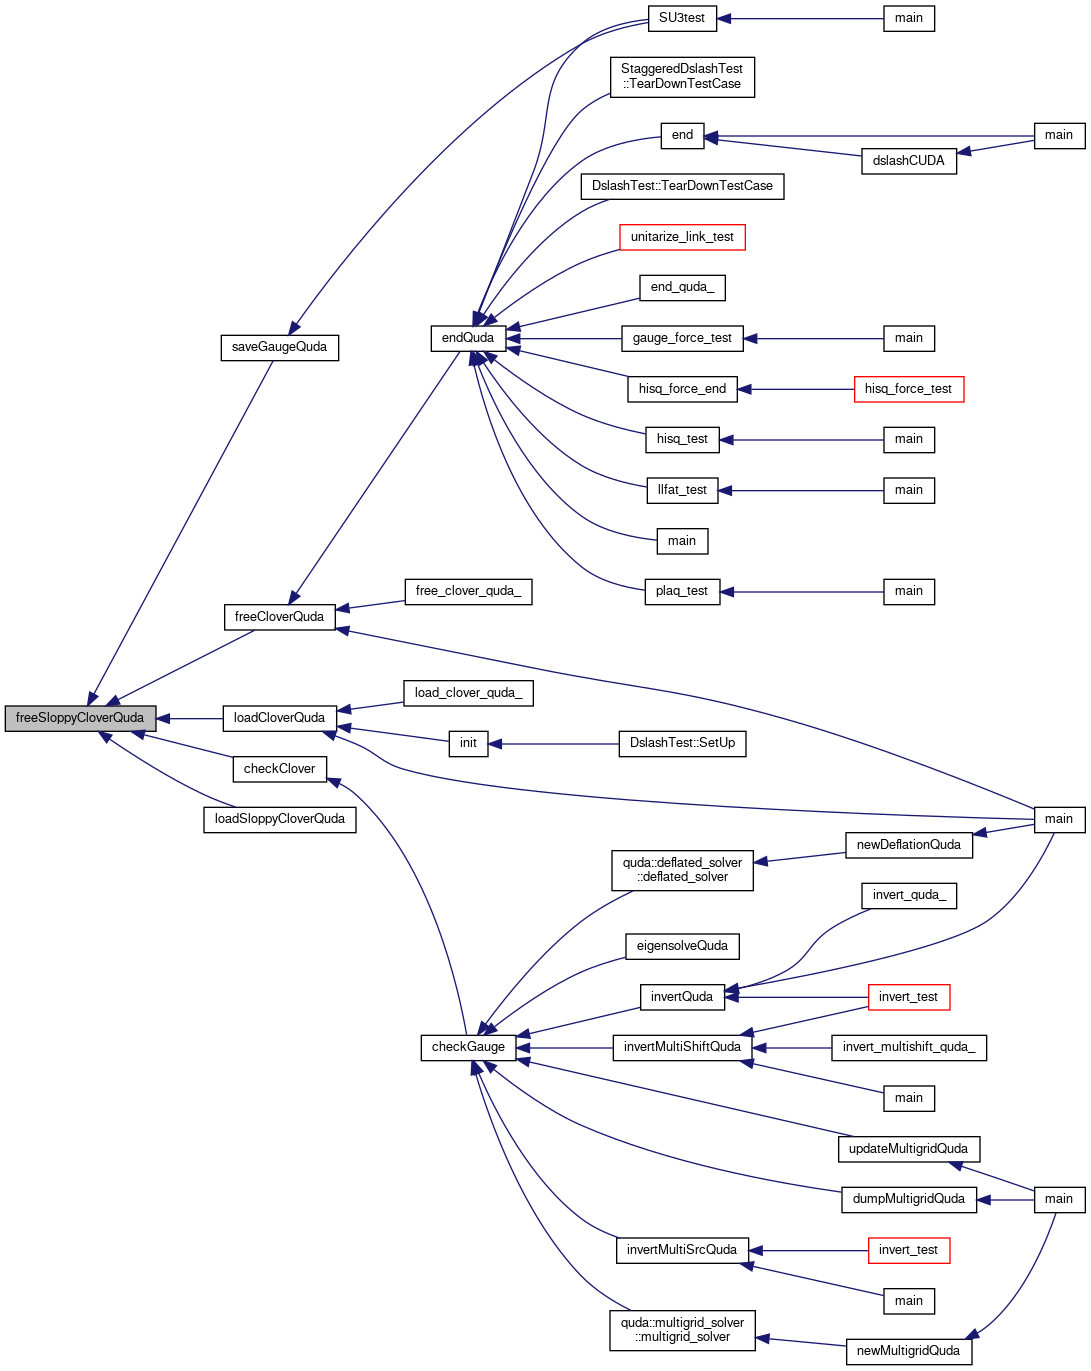 SU3test
main
StaggeredDslashTest
::TearDownTestCase
end
main
dslashCUDA
DslashTest::TearDownTestCase
unitarize_link_test
end_quda_
saveGaugeQuda
endQuda
gauge_force_test
main
hisq_force_end
hisq_force_test
hisq_test
main
llfat_test
main
main
free_clover_quda_
plaq_test
main
freeCloverQuda
load_clover_quda_
freeSloppyCloverQuda
loadCloverQuda
init
DslashTest::SetUp
checkClover
loadSloppyCloverQuda
main
newDeflationQuda
quda::deflated_solver
::deflated_solver
invert_quda_
eigensolveQuda
invertQuda
invert_test
checkGauge
invertMultiShiftQuda
invert_multishift_quda_
main
updateMultigridQuda
dumpMultigridQuda
main
invertMultiSrcQuda
invert_test
main
quda::multigrid_solver
::multigrid_solver
newMultigridQuda